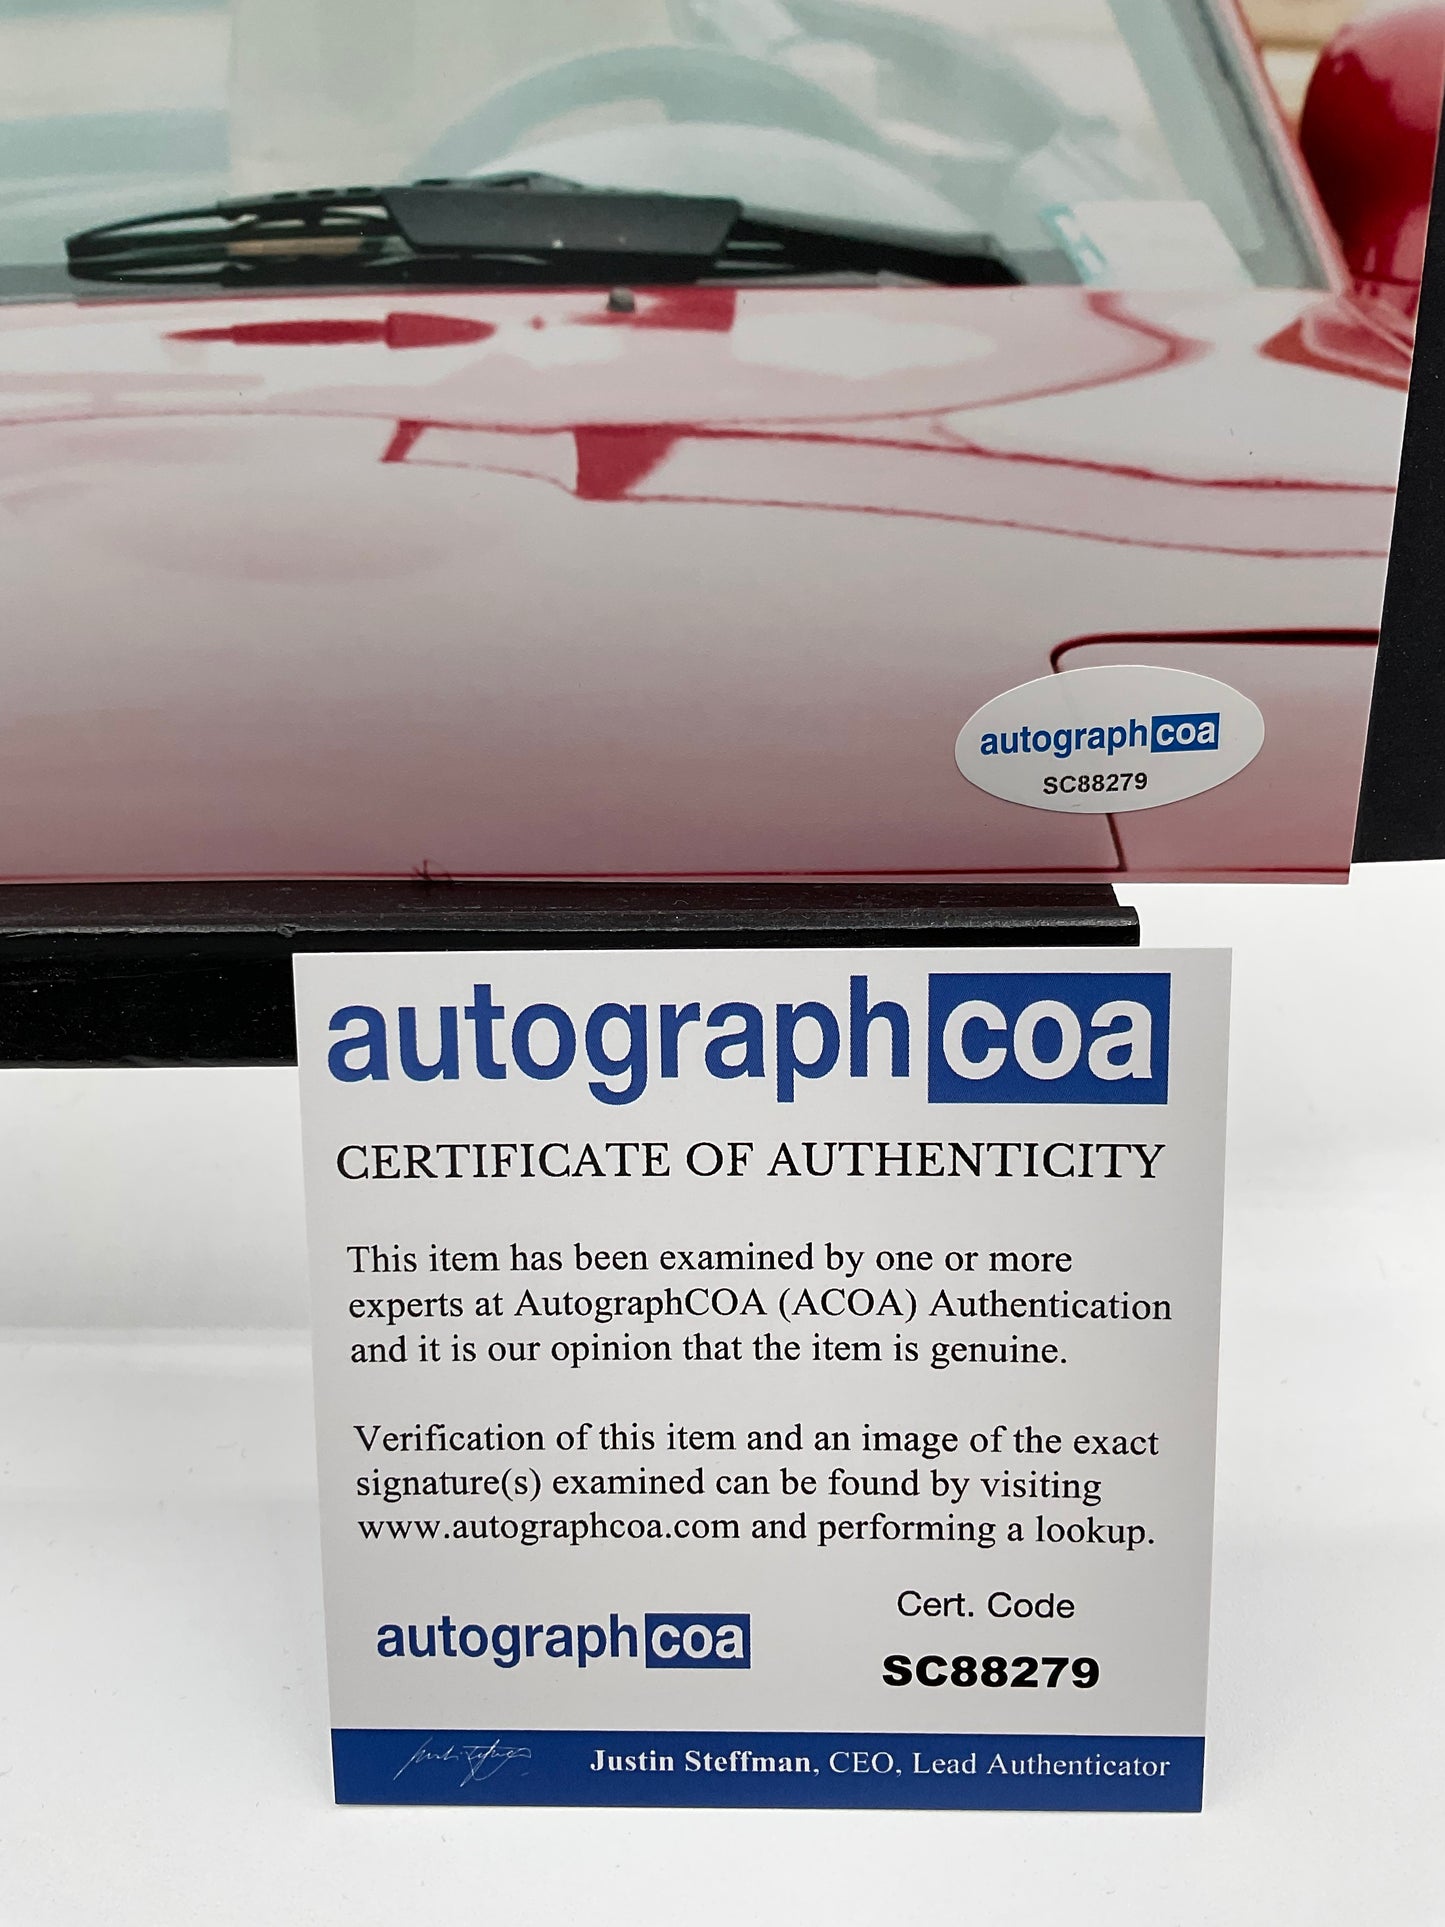 autographcoa
SC88279
autographcoa
CERTIFICATE OF AUTHENTICITY
This item has been examined by one or more
experts at AutographCOA (ACOA) Authentication
and it is our opinion that the item is genuine.
Verification of this item and an image of the exact
signature(s) examined can be found by visiting
www.autographcoa.com and performing a lookup.
autographcoa
Cert. Code
SC88279
Justin Steffman, CEO, Lead Authenticator